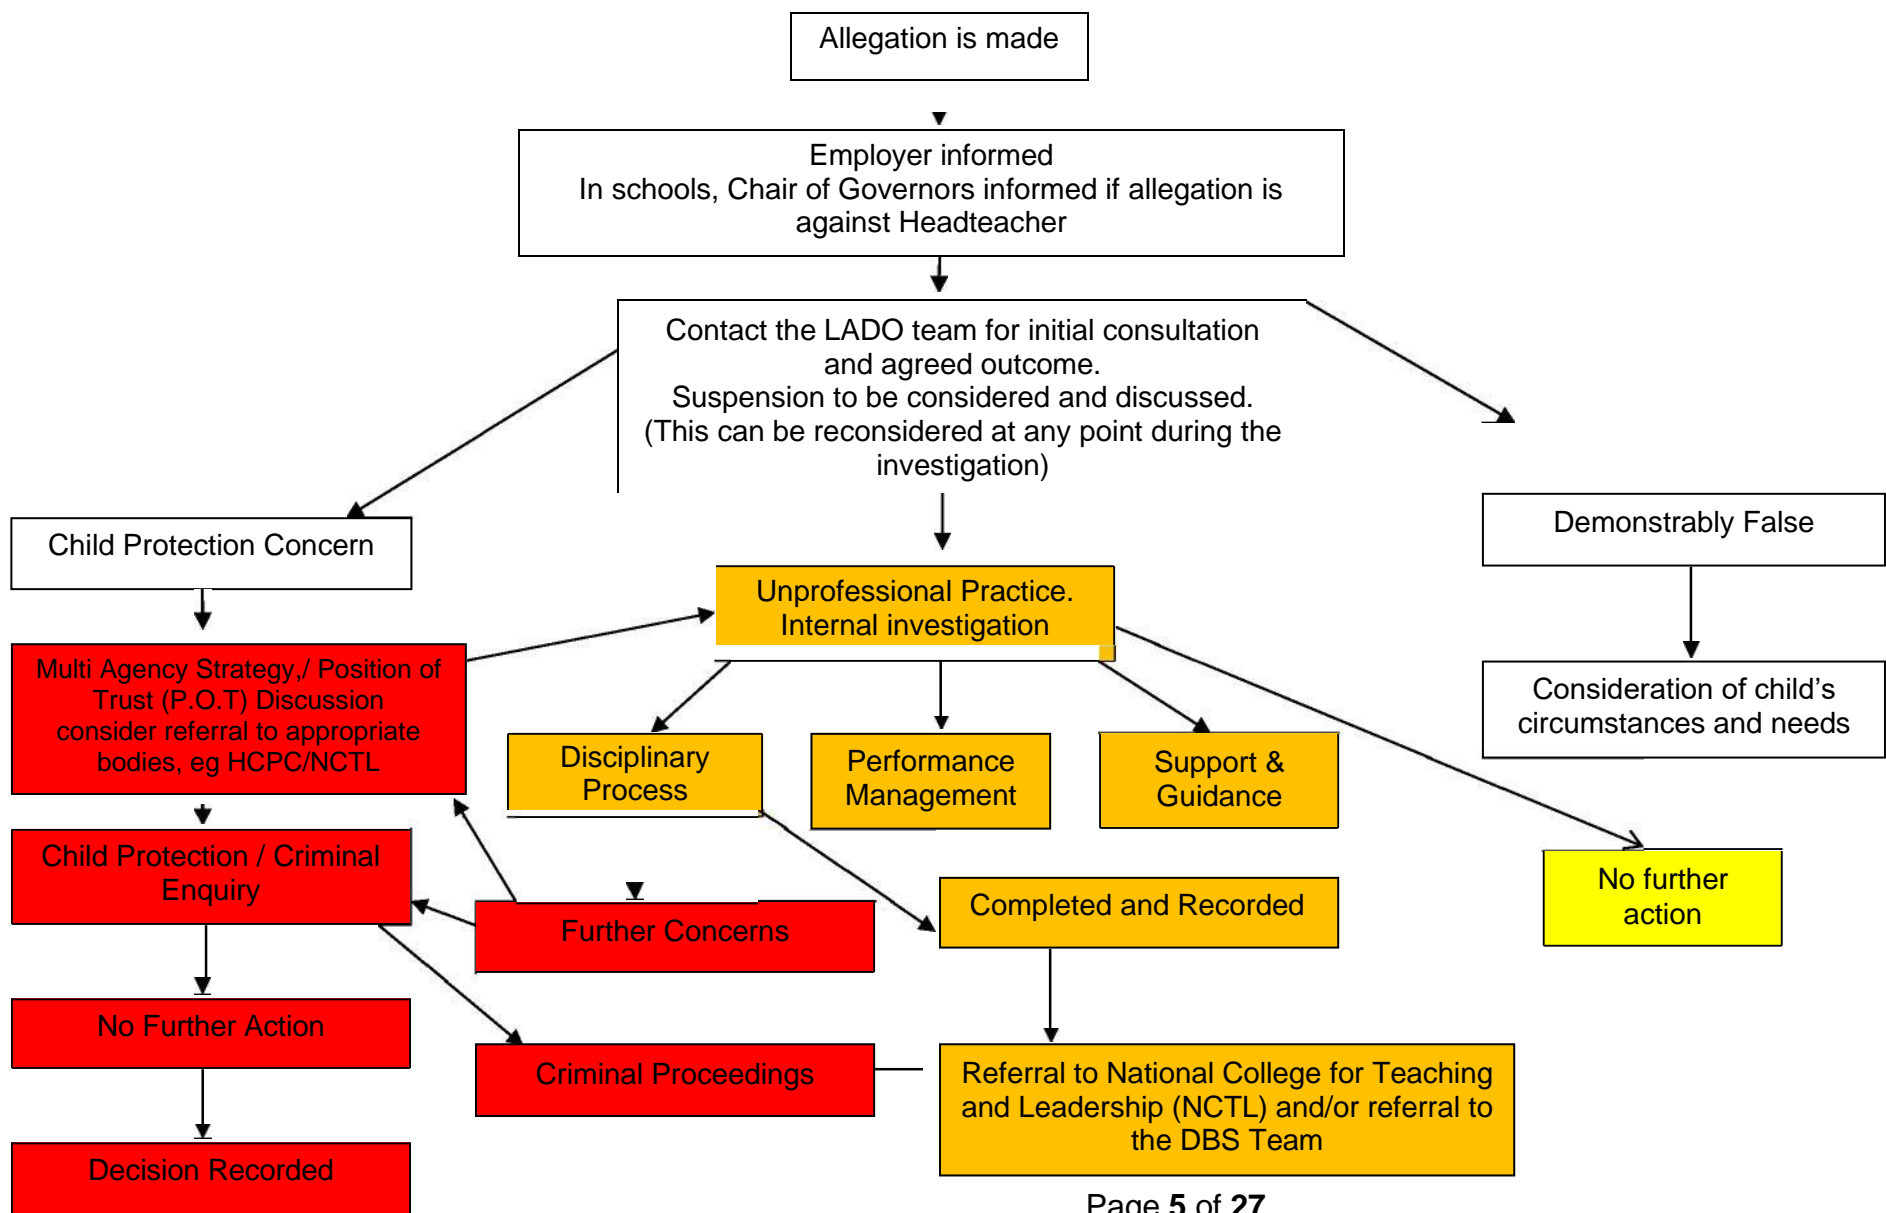 Allegation is made
Employer informed
In schools, Chair of Governors informed if allegation is
against Headteacher
Contact the LADO team for initial consultation
and agreed outcome.
Suspension to be considered and discussed.
(This can be reconsidered at any point during the
investigation)
Child Protection Concern
Demonstrably False
Unprofessional Practice.
Internal investigation
Multi Agency Strategy,/ Position of
Trust (P.O.T) Discussion
consider referral to appropriate
bodies, eg HCPC/NCTL
Consideration of child’s
circumstances and needs
Disciplinary
Process
Performance
Management
Support &
Guidance
Child Protection / Criminal
Enquiry
Further Concerns
Completed and Recorded
No further
action
No Further Action
Criminal Proceedings
Referral to National College for Teaching
and Leadership (NCTL) and/or referral to
the DBS Team
Decision Recorded
Page 5 of 27